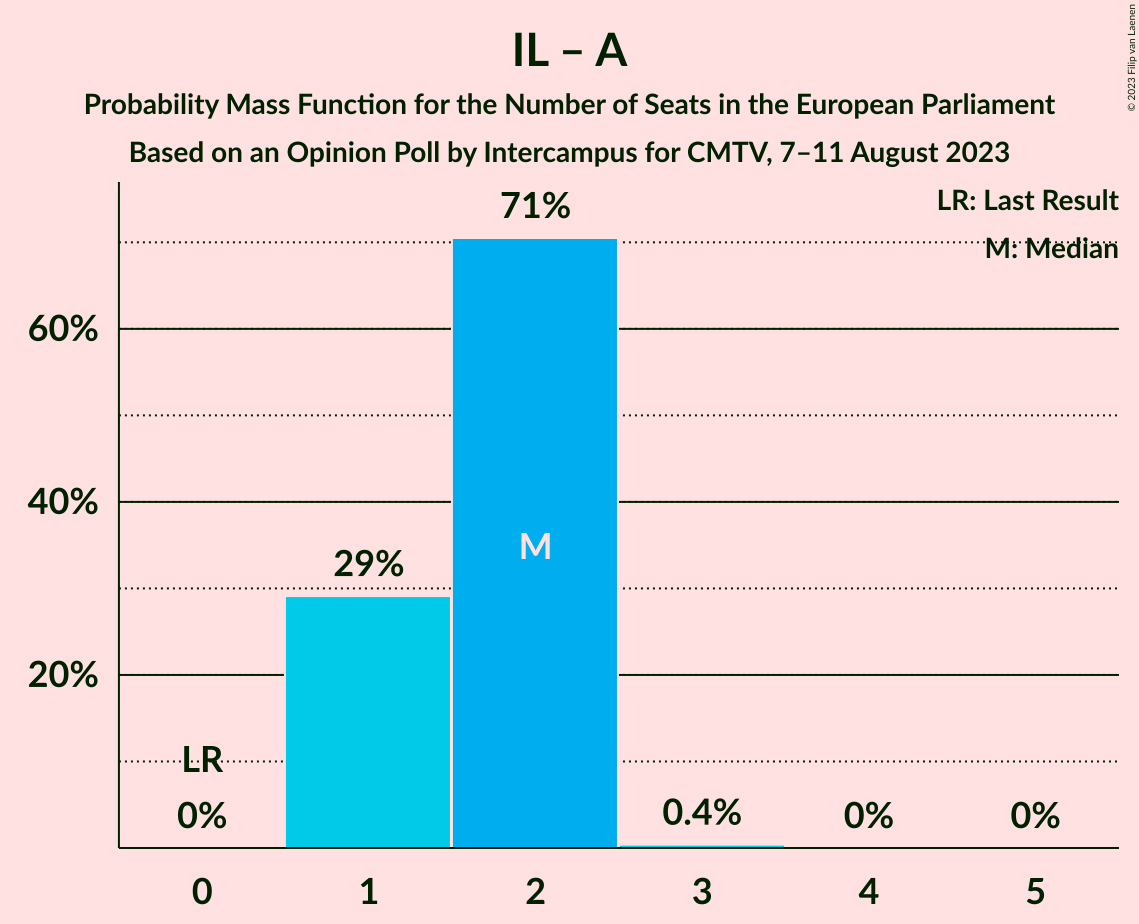 IL – A
Probability Mass Function for the Number of Seats in the European Parliament
Based on an Opinion Poll by Intercampus for CMTV, 7–11 August 2023
© 2023 Filip van Laenen
LR: Last Result
M: Median
71%
60%
40%
M
29%
20%
LR
0%
0.4%
0%
0%
0 1 2 3 4 5